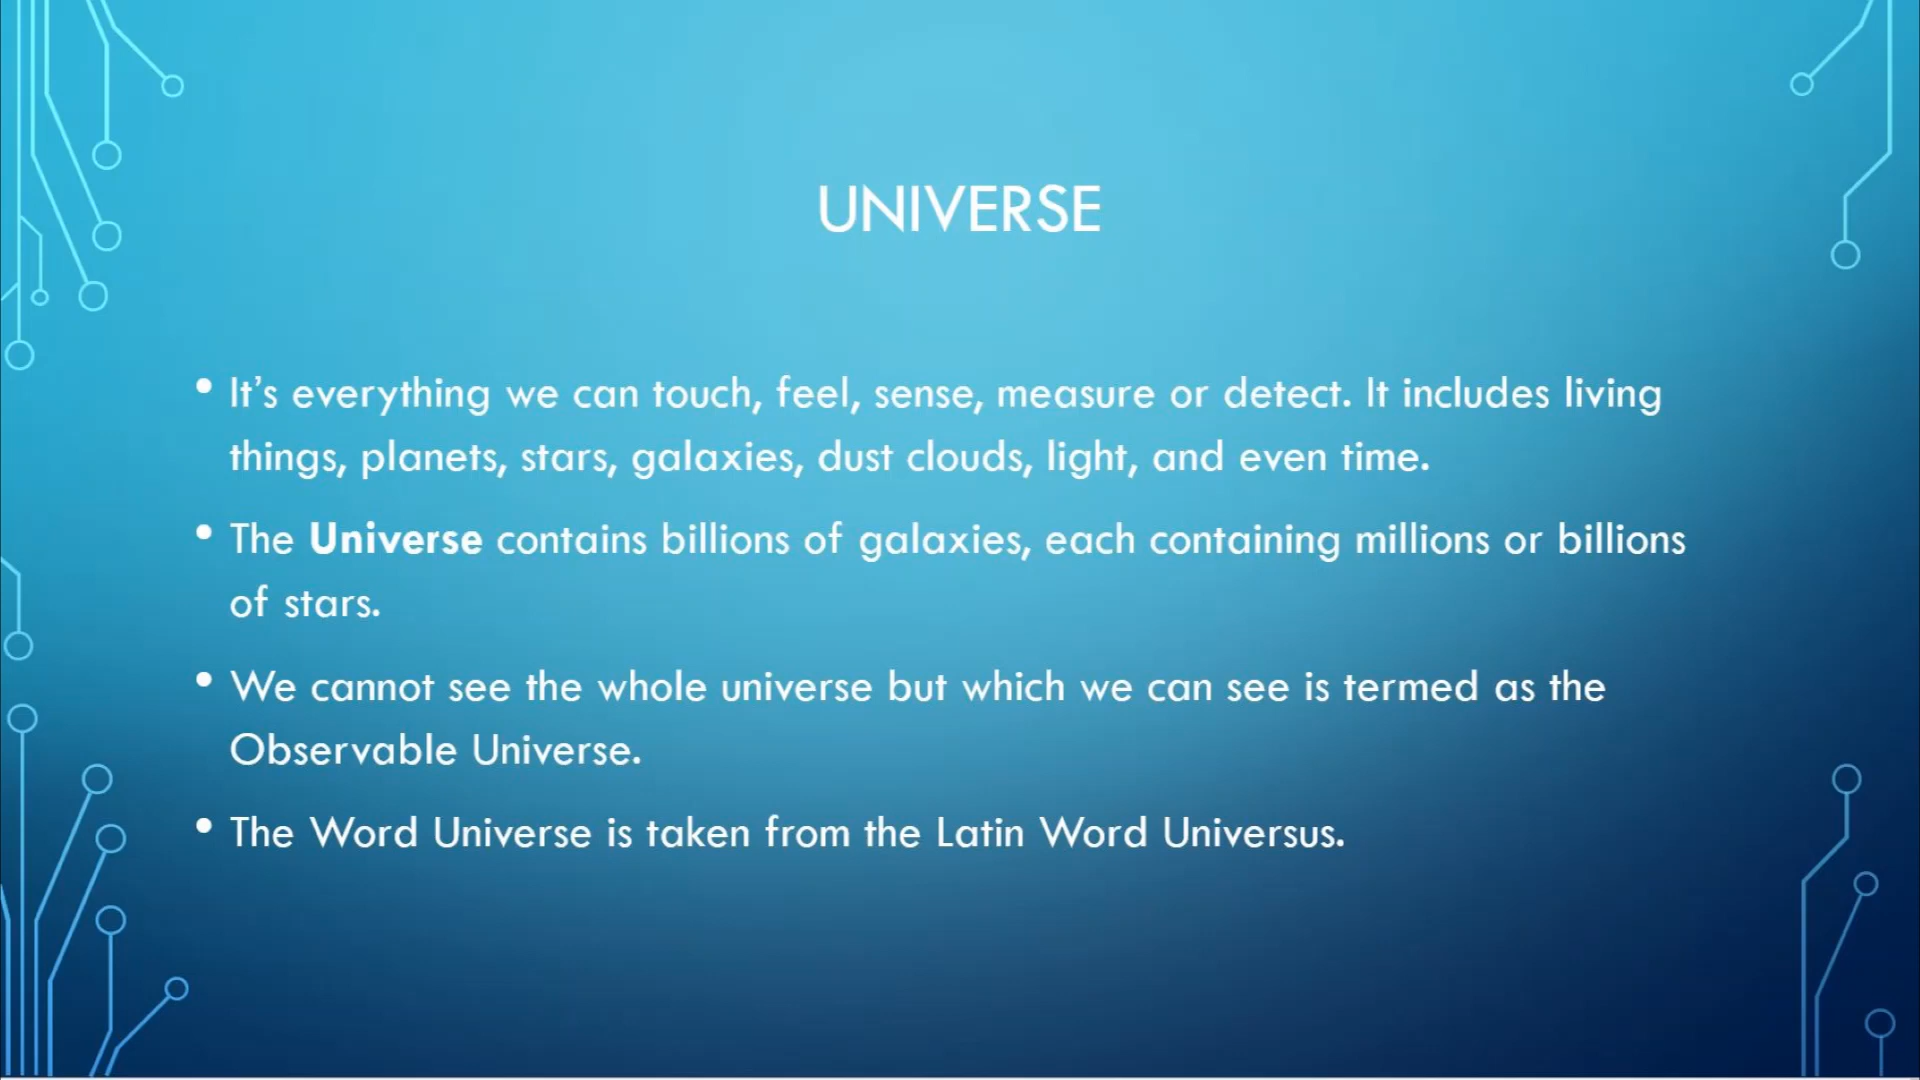 UNIVERSE
• It’s everything we can touch, feel, sense, measure or detect. It includes living
things, planets, stars, galaxies, dust clouds, light, and even time.
• The Universe contains billions of galaxies, each containing millions or billions
of stars.
• We cannot see the whole universe but which we can see is termed as the
Observable Universe.
• The Word Universe is taken from the Latin Word Universus.